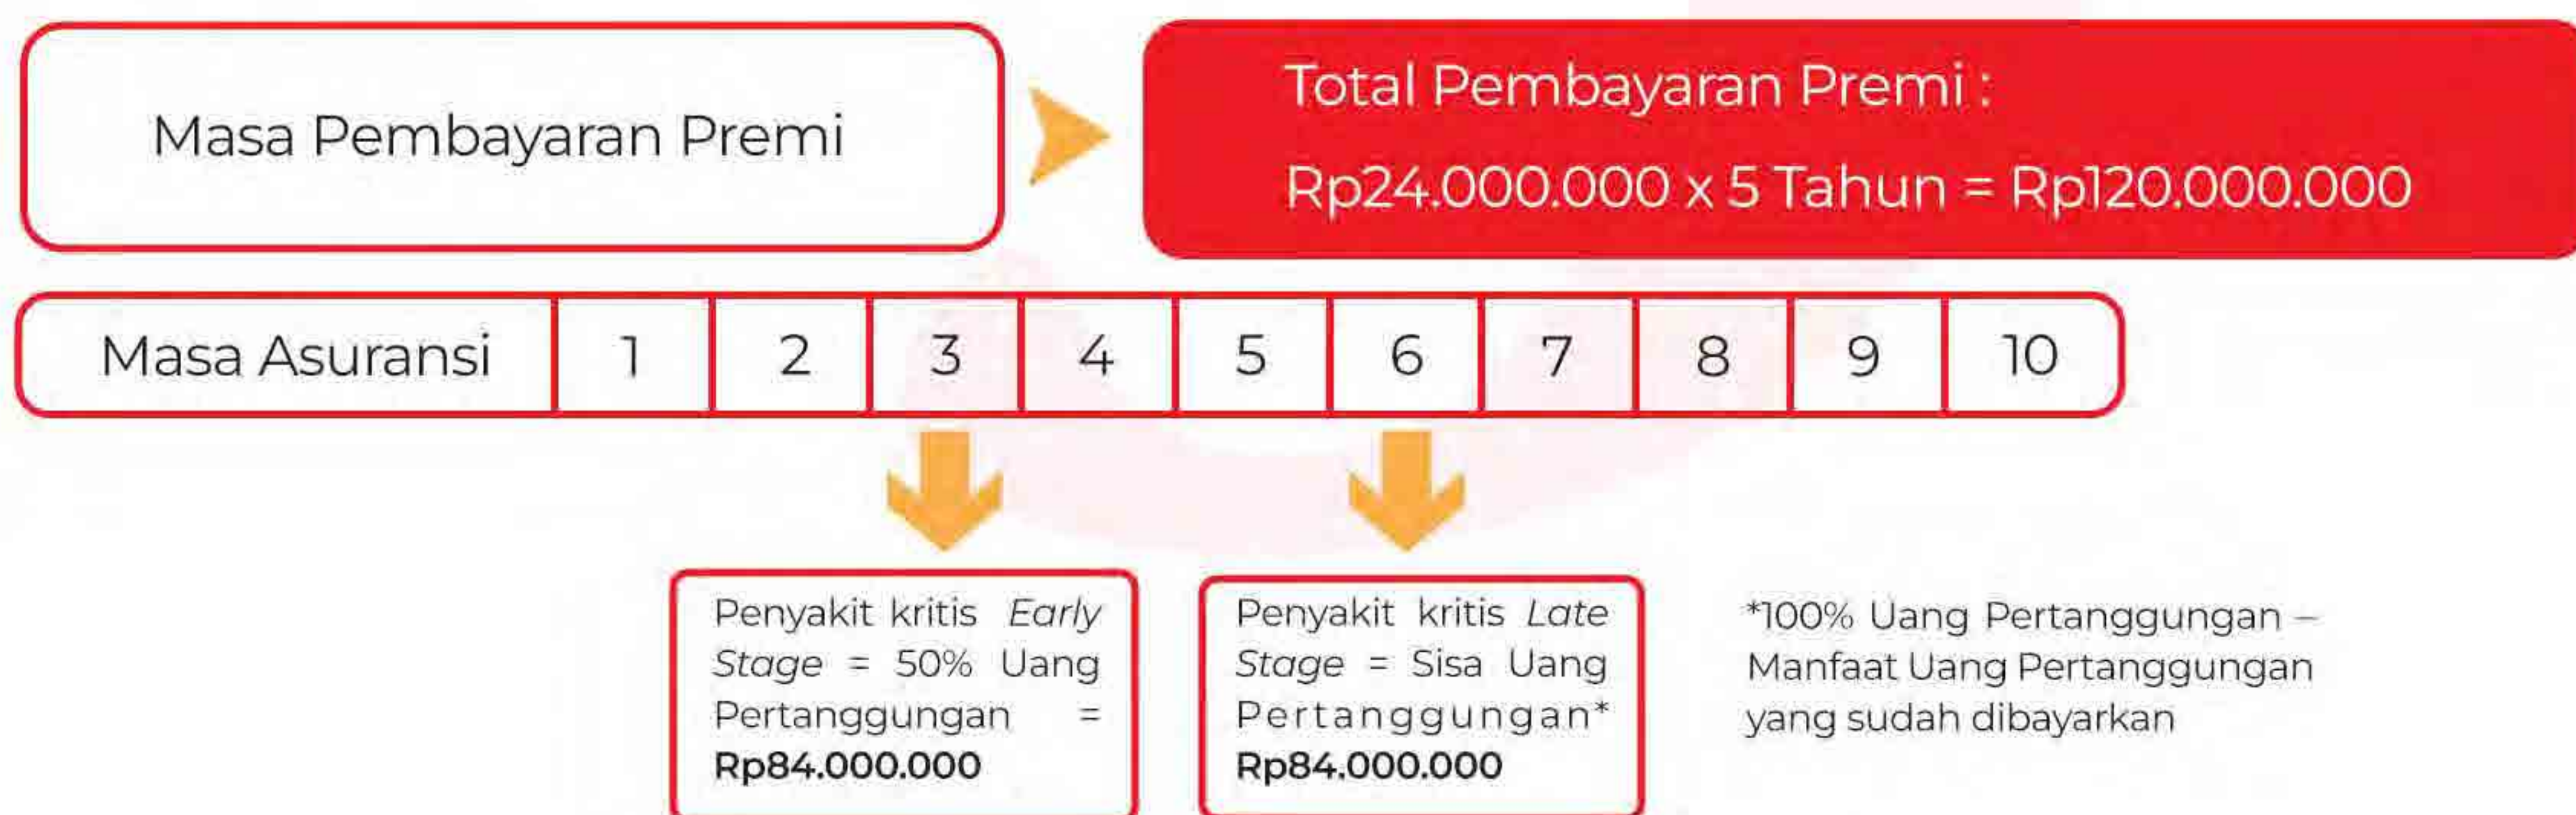 Masa Pembayaran Premi
Total Pembayaran Premi :
Rp24.000.000 x 5 Tahun = Rp120.000.000
Masa Asuransi 1 2 3 4 5 6 7 8 9 10
Penyakit kritis Early
Stage = 50% Uang
Pertanggungan =
Rp84.000.000
Penyakit kritis Late
Stage = Sisa Uang
Pertanggungan*
Rp84.000.000
*100% Uang Pertanggungan –
Manfaat Uang Pertanggungan
yang sudah dibayarkan